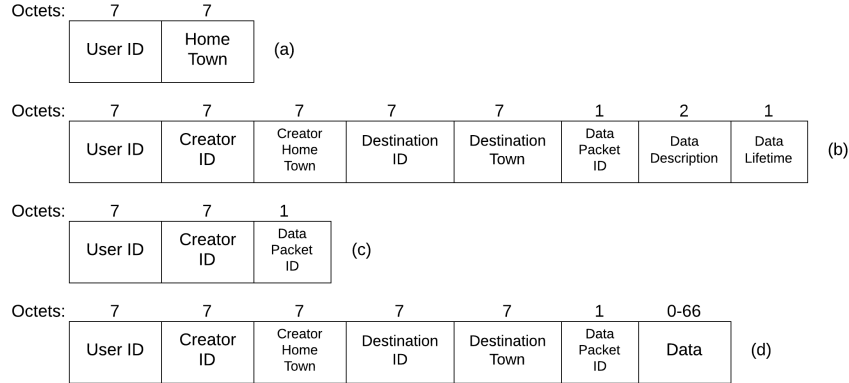 Octets: 7 7
User ID Home Town (a)
Octets: 7 7 7 7 7 1 2 1
User ID Creator ID Creator Home Town Destination ID Destination Town Data Packet ID Data Description Data Lifetime (b)
Octets: 7 7 1
User ID Creator ID Data Packet ID (c)
Octets: 7 7 7 7 7 1 0-66
User ID Creator ID Creator Home Town Destination ID Destination Town Data Packet ID Data (d)